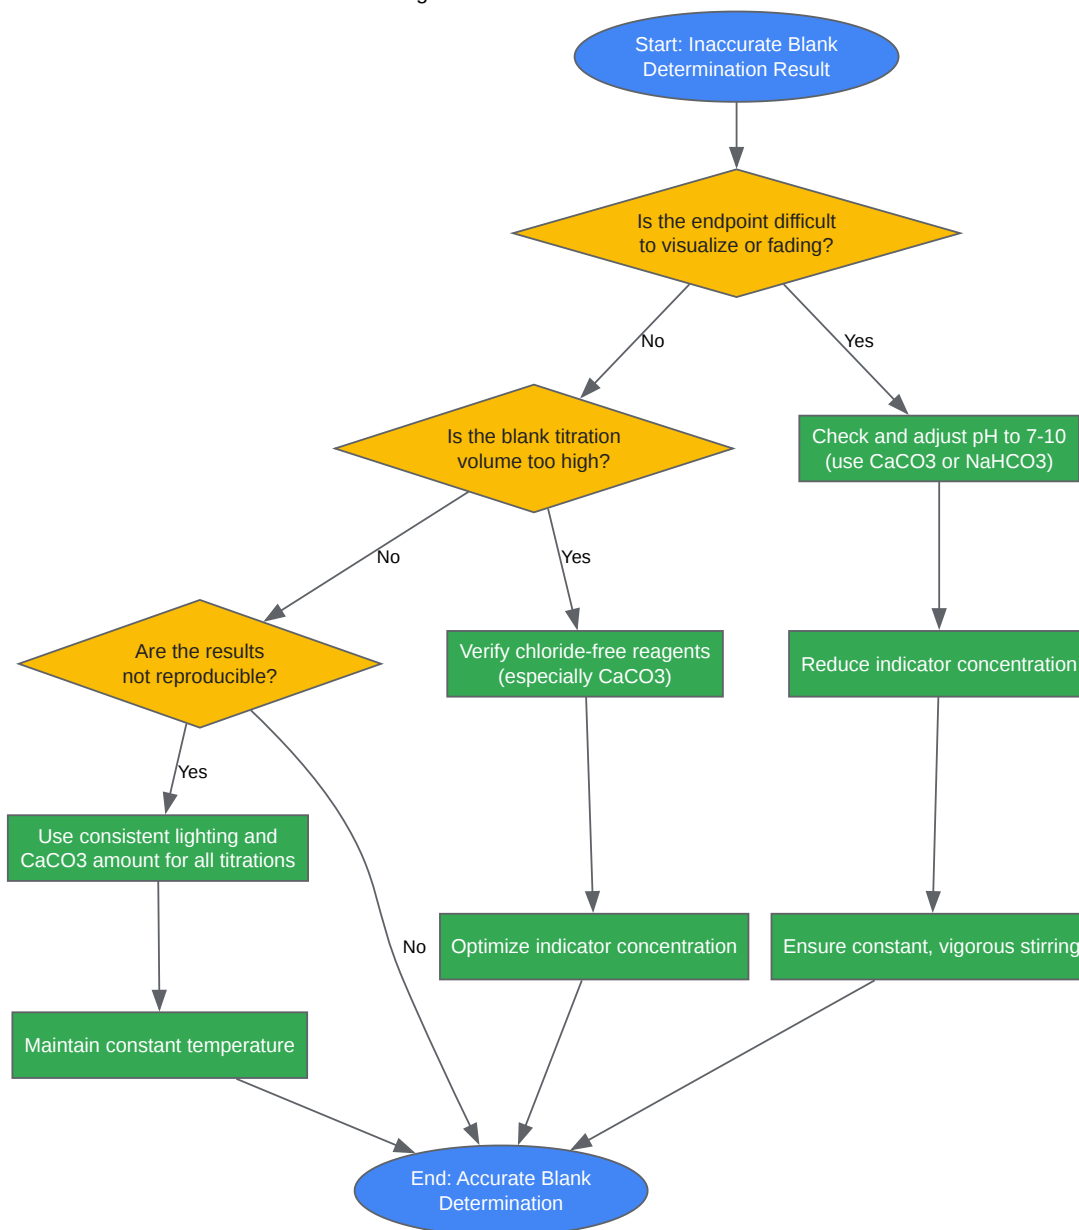 Start: Inaccurate Blank
Determination Result
Is the endpoint difficult
to visualize or fading?
No
Yes
Is the blank titration
volume too high?
Check and adjust pH to 7-10
(use CaCO3 or NaHCO3)
No
Yes
Are the results
not reproducible?
Verify chloride-free reagents
(especially CaCO3)
Reduce indicator concentration
Yes
Use consistent lighting and
CaCO3 amount for all titrations
No
Optimize indicator concentration
Ensure constant, vigorous stirring
Maintain constant temperature
End: Accurate Blank
Determination